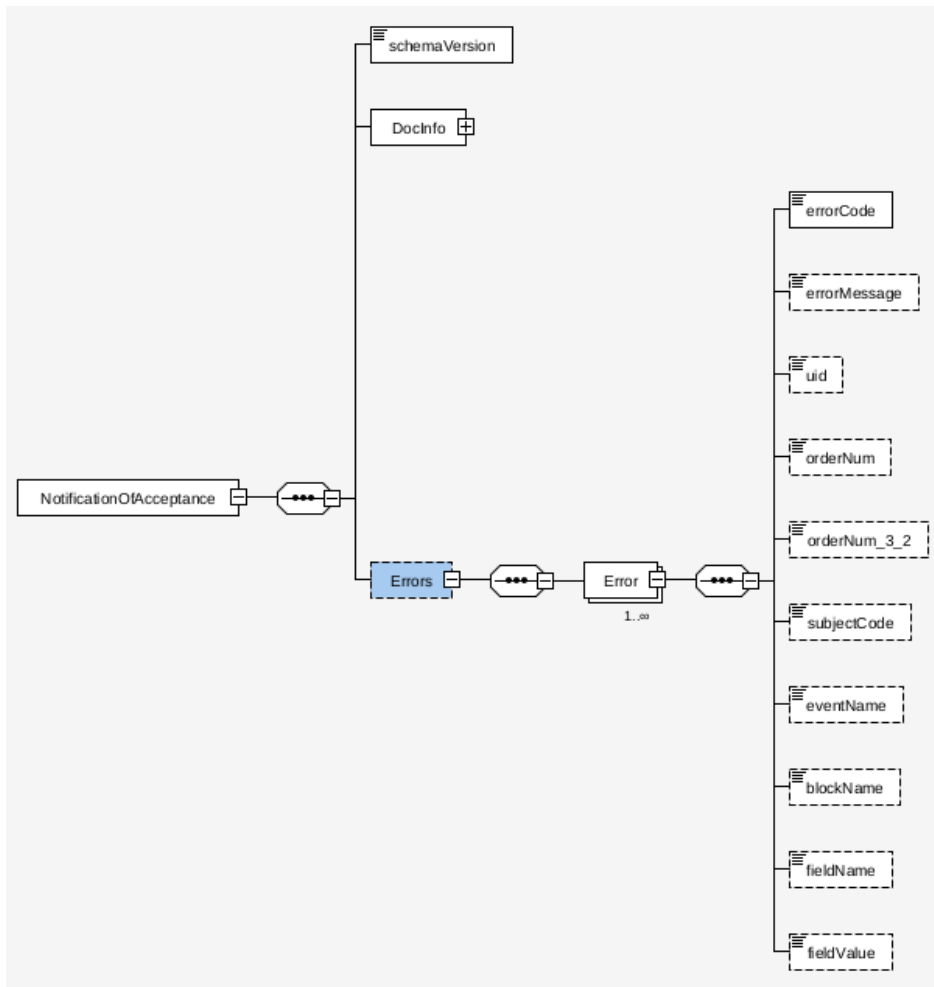 schemaVersion
DocInfo
errorCode
errorMessage
uid
orderNum
NotificationOfAcceptance
orderNum_3_2
Errors
Error
1..∞
subjectCode
eventName
blockName
fieldName
fieldValue